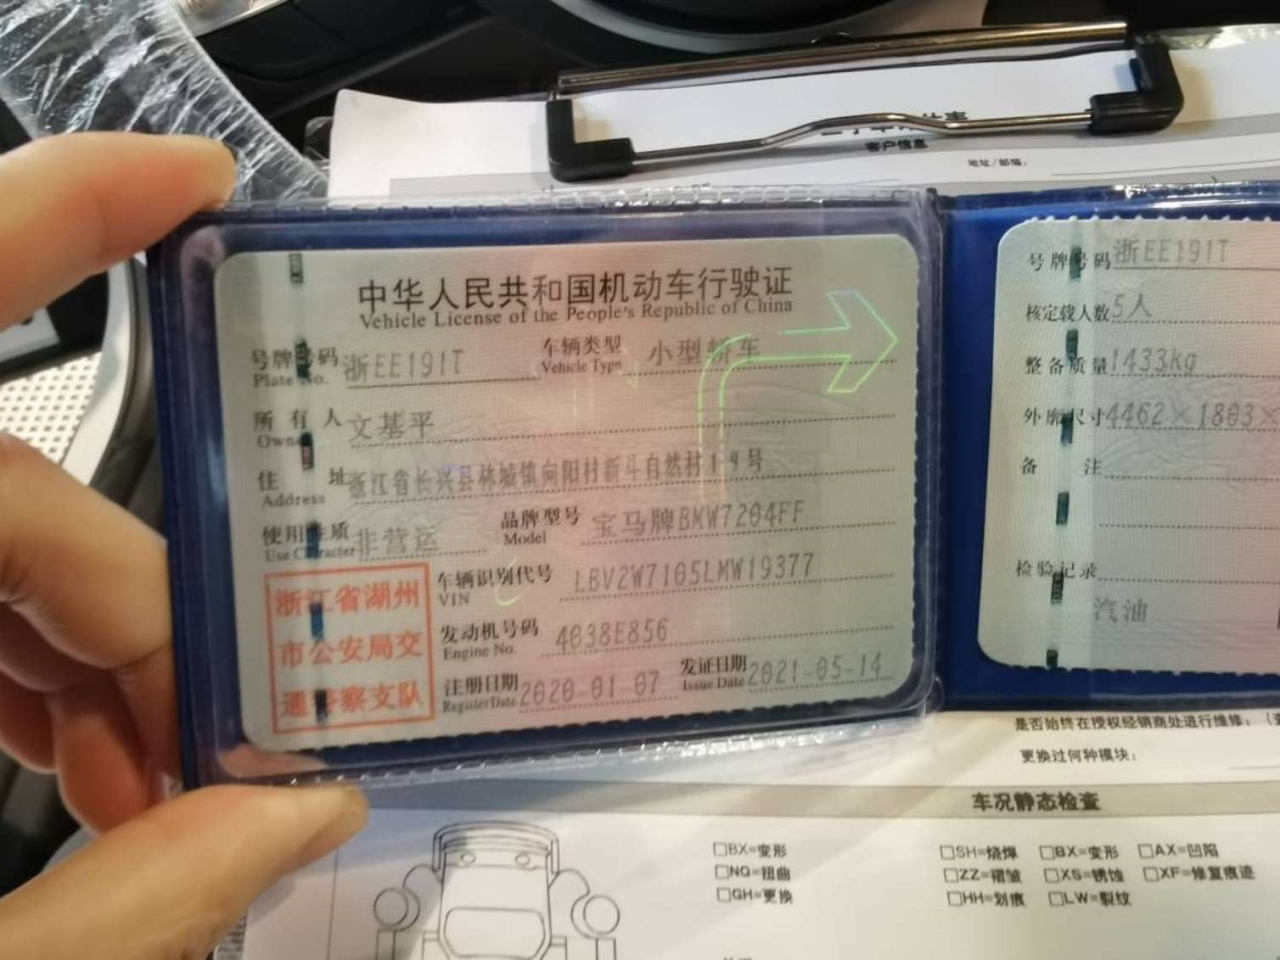 客户信息
地址/邮编：
中华人民共和国机动车行驶证
Vehicle License of the People's Republic of China
号牌号码 浙EE191T 车辆类型 小型轿车
Plate No. Vehicle Type
所有人 文基平
Owner
住址 浙江省长兴县林城镇向阳村新斗自然村19号
Address
使用性质 非营运 品牌型号 宝马牌BMW7204FF
Use Character Model
浙江省湖州
市公安局交
通警察支队
车辆识别代号 LBV2W7105LMW19377
VIN
发动机号码 4038E856
Engine No.
注册日期 2020-01-07 发证日期 2021-05-14
Register Date Issue Date
号牌号码 浙EE191T
核定载人数 5人
整备质量 1433kg
外廓尺寸 4462×1803×
备注
检验记录
汽油
是否始终在授权经销商处进行维修：
更换过何种模块：
车况静态检查
□BX=变形
□NQ=扭曲
□GH=更换
□SH=烧焊 □BX=变形 □AX=凹陷
□ZZ=褶皱 □XS=锈蚀 □XF=修复痕迹
□HH=划痕 □LW=裂纹